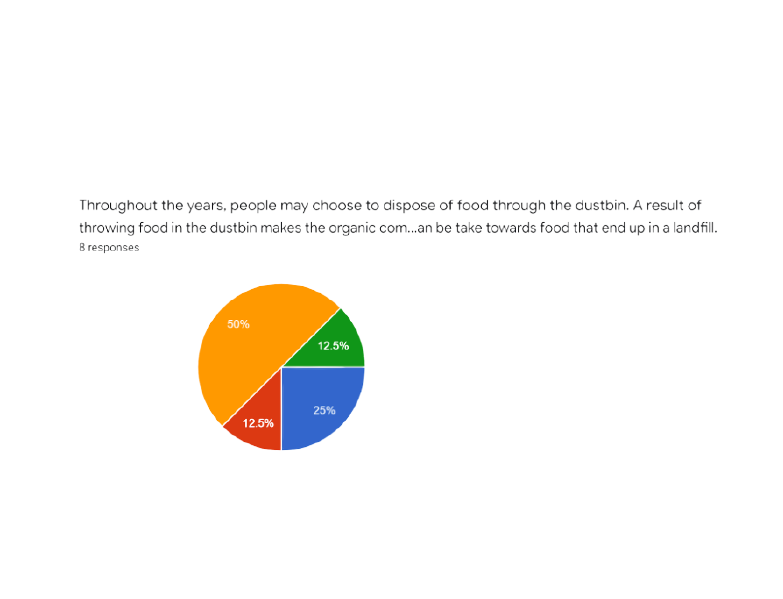 Throughout the years, people may choose to dispose of food through the dustbin. A result of
throwing food in the dustbin makes the organic com...an be take towards food that end up in a landfill.
8 responses
50%
12.5%
25%
12.5%